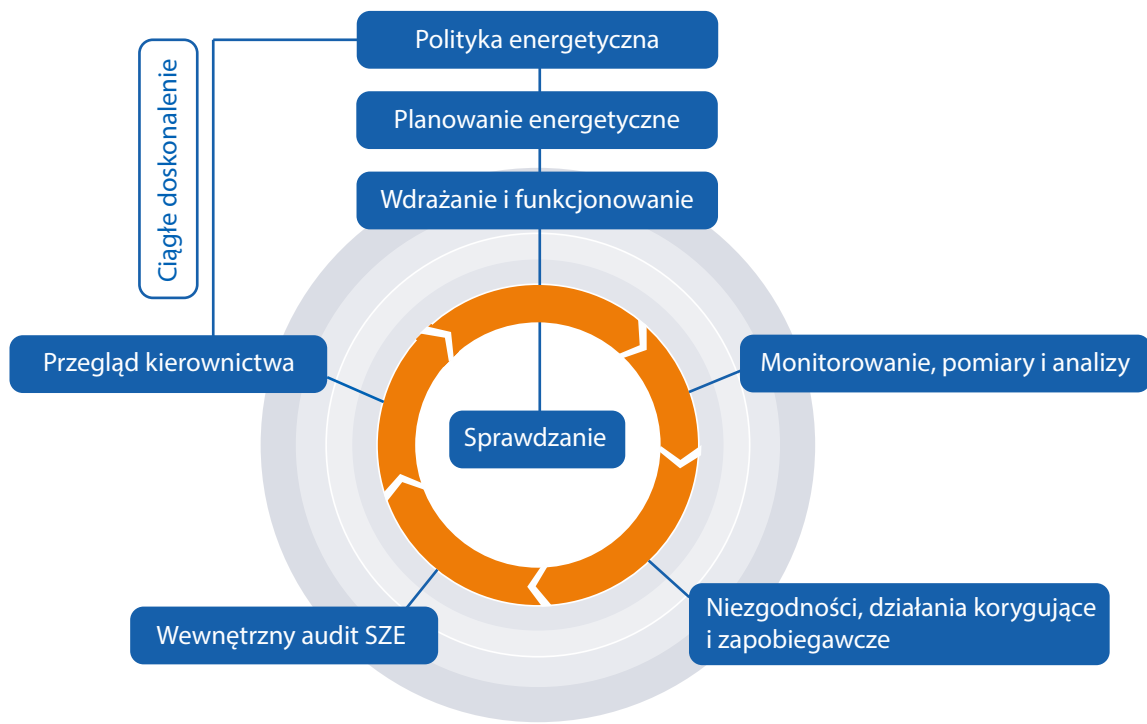 Polityka energetyczna
Planowanie energetyczne
Wdrażanie i funkcjonowanie
Ciągłe doskonalenie
Przegląd kierownictwa
Monitorowanie, pomiary i analizy
Sprawdzanie
Wewnętrzny audit SZE
Niezgodności, działania korygujące
i zapobiegawcze